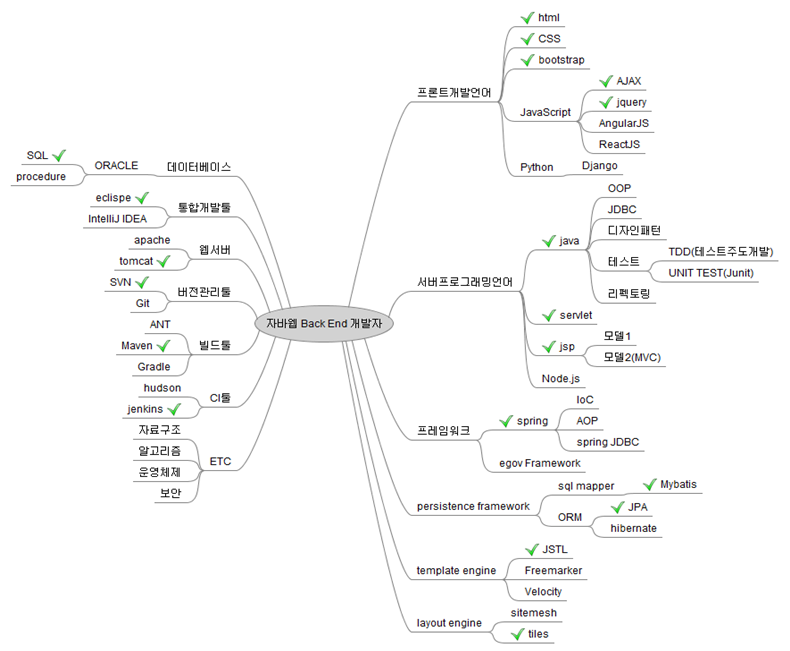 자바웹 Back End 개발자
프론트개발언어
html
CSS
bootstrap
JavaScript
AJAX
jquery
AngularJS
ReactJS
Python
Django
서버프로그래밍언어
java
OOP
JDBC
디자인패턴
테스트
TDD(테스트주도개발)
UNIT TEST(Junit)
리펙토링
servlet
jsp
모델1
모델2(MVC)
Node.js
프레임워크
spring
IoC
AOP
spring JDBC
egov Framework
persistence framework
sql mapper
Mybatis
ORM
JPA
hibernate
template engine
JSTL
Freemarker
Velocity
layout engine
sitemesh
tiles
데이터베이스
ORACLE
SQL
procedure
통합개발툴
eclispe
IntelliJ IDEA
웹서버
apache
tomcat
버전관리툴
SVN
Git
빌드툴
ANT
Maven
Gradle
CI툴
hudson
jenkins
ETC
자료구조
알고리즘
운영체제
보안